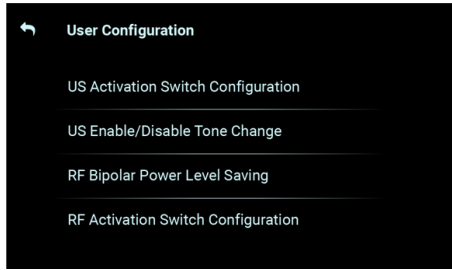 User Configuration
US Activation Switch Configuration
US Enable/Disable Tone Change
RF Bipolar Power Level Saving
RF Activation Switch Configuration